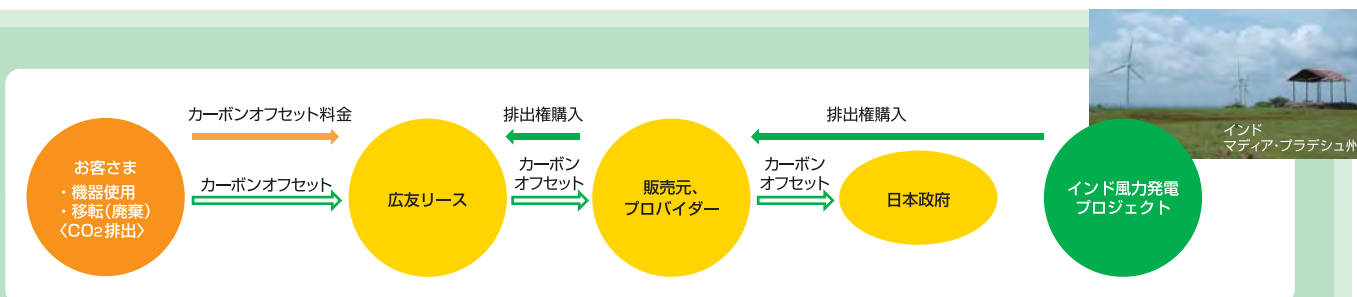 カーボンオフセット料金
排出権購入
排出権購入
インド
マディア・プラデシュ州
お客さま
・機器使用
・移転(廃棄)
〈CO2排出〉
カーボンオフセット
広友リース
カーボン
オフセット
販売元、
プロバイダー
カーボン
オフセット
日本政府
インド風力発電
プロジェクト